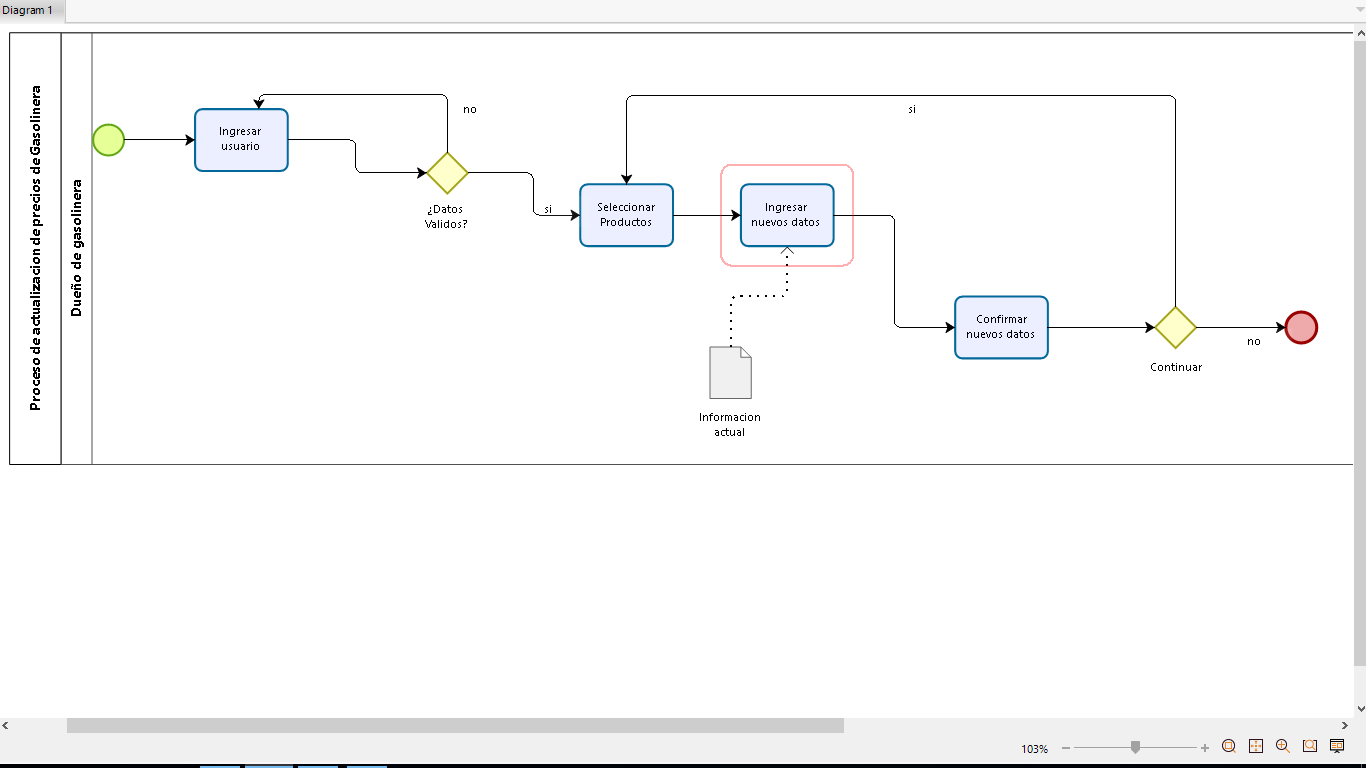 Diagram 1
Proceso de actualizacion de precios de Gasolinera
Dueño de gasolinera
Ingresar
usuario
no
¿Datos
Validos?
si
Seleccionar
Productos
Ingresar
nuevos datos
si
Informacion
actual
Confirmar
nuevos datos
Continuar
no
103%